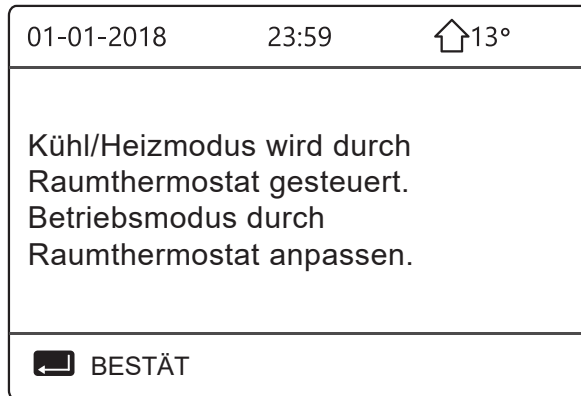 01-01-2018 23:59 13°
Kühl/Heizmodus wird durch
Raumthermostat gesteuert.
Betriebsmodus durch
Raumthermostat anpassen.
BESTÄT